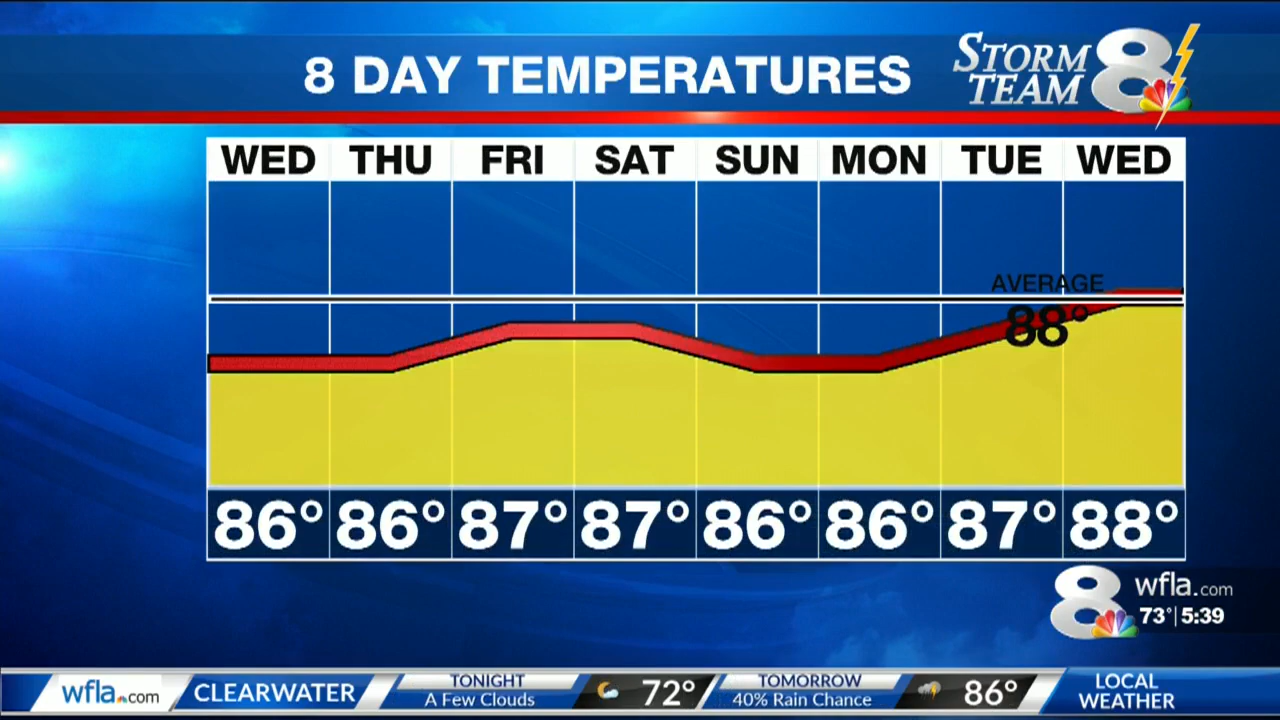 8 DAY TEMPERATURES
STORM
TEAM 8
WED THU FRI SAT SUN MON TUE WED
AVERAGE
88°
86° 86° 87° 87° 86° 86° 87° 88°
8 wfla.com
73° 5:39
wfla.com CLEARWATER TONIGHT A Few Clouds 72° TOMORROW 40% Rain Chance 86° LOCAL WEATHER